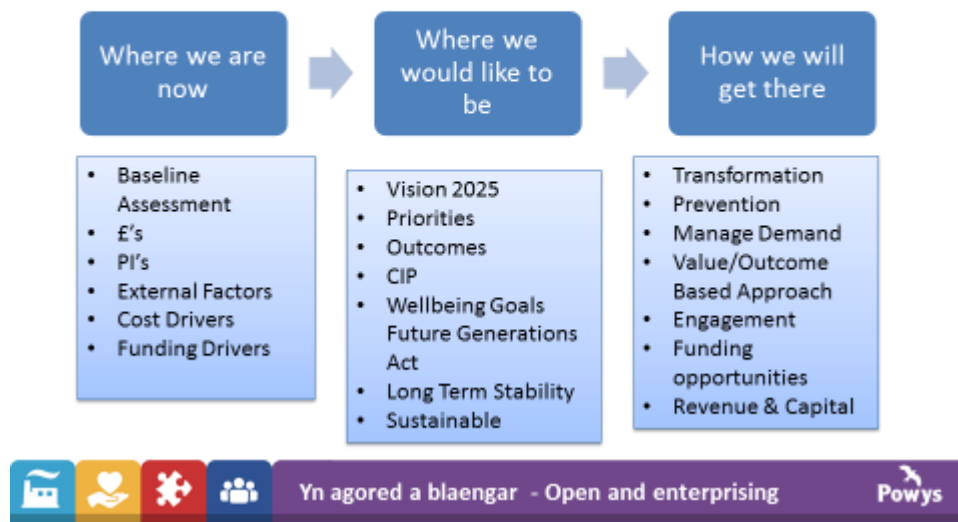 Where we are
now
Where we
would like to
be
How we will
get there
• Baseline
Assessment
• £'s
• PI's
• External Factors
• Cost Drivers
• Funding Drivers
• Vision 2025
• Priorities
• Outcomes
• CIP
• Wellbeing Goals
Future Generations
Act
• Long Term Stability
• Sustainable
• Transformation
• Prevention
• Manage Demand
• Value/Outcome
Based Approach
• Engagement
• Funding
opportunities
• Revenue & Capital
Yn agored a blaengar - Open and enterprising
Powys